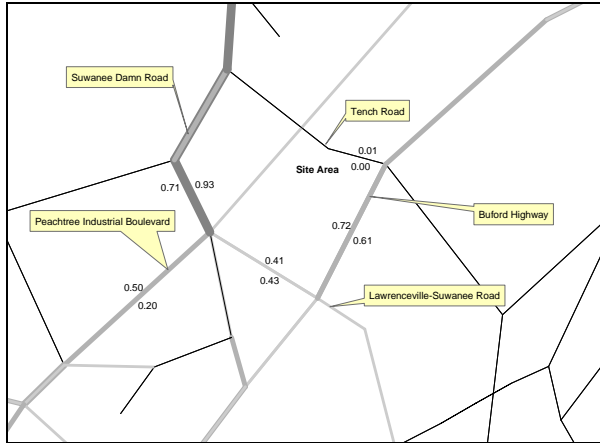 Suwanee Damn Road
Tench Road
0.01
Site Area
0.00
0.71
0.93
Peachtree Industrial Boulevard
Buford Highway
0.72
0.61
0.41
0.43
0.50
0.20
Lawrenceville-Suwanee Road